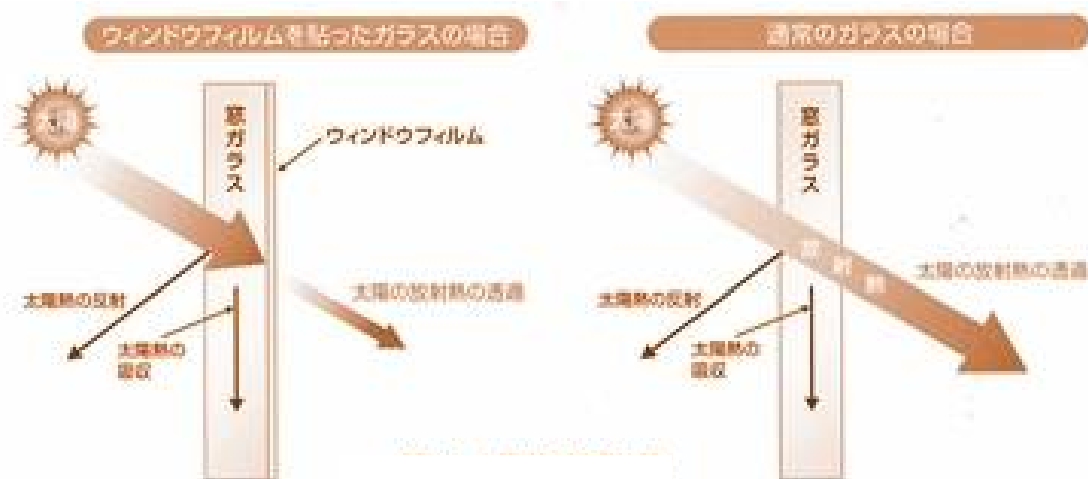 ウィンドウフィルムを貼ったガラスの場合
窓ガラス
ウィンドウフィルム
太陽熱の反射
太陽熱の
吸収
太陽の放射熱の透過
通常のガラスの場合
窓ガラス
太陽熱の反射
太陽熱の
吸収
放射熱
太陽の放射熱の透過